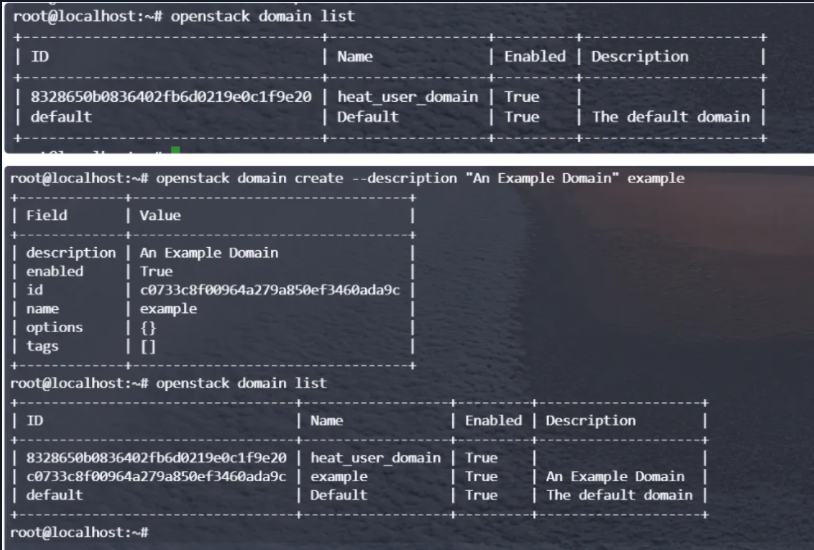 root@localhost:~# openstack domain list
+----------------------------------+------------------+---------+--------------------+
| ID                               | Name             | Enabled | Description        |
+----------------------------------+------------------+---------+--------------------+
| 8328650b0836402fb6d0219e0c1f9e20 | heat_user_domain | True    |                    |
| default                          | Default          | True    | The default domain |
+----------------------------------+------------------+---------+--------------------+
root@localhost:~# openstack domain create --description "An Example Domain" example
+-------------+----------------------------------+
| Field       | Value                            |
+-------------+----------------------------------+
| description | An Example Domain                |
| enabled     | True                             |
| id          | c0733c8f00964a279a850ef3460ada9c |
| name        | example                          |
| options     | {}                               |
| tags        | []                               |
+-------------+----------------------------------+
root@localhost:~# openstack domain list
+----------------------------------+------------------+---------+--------------------+
| ID                               | Name             | Enabled | Description        |
+----------------------------------+------------------+---------+--------------------+
| 8328650b0836402fb6d0219e0c1f9e20 | heat_user_domain | True    |                    |
| c0733c8f00964a279a850ef3460ada9c | example          | True    | An Example Domain  |
| default                          | Default          | True    | The default domain |
+----------------------------------+------------------+---------+--------------------+
root@localhost:~#